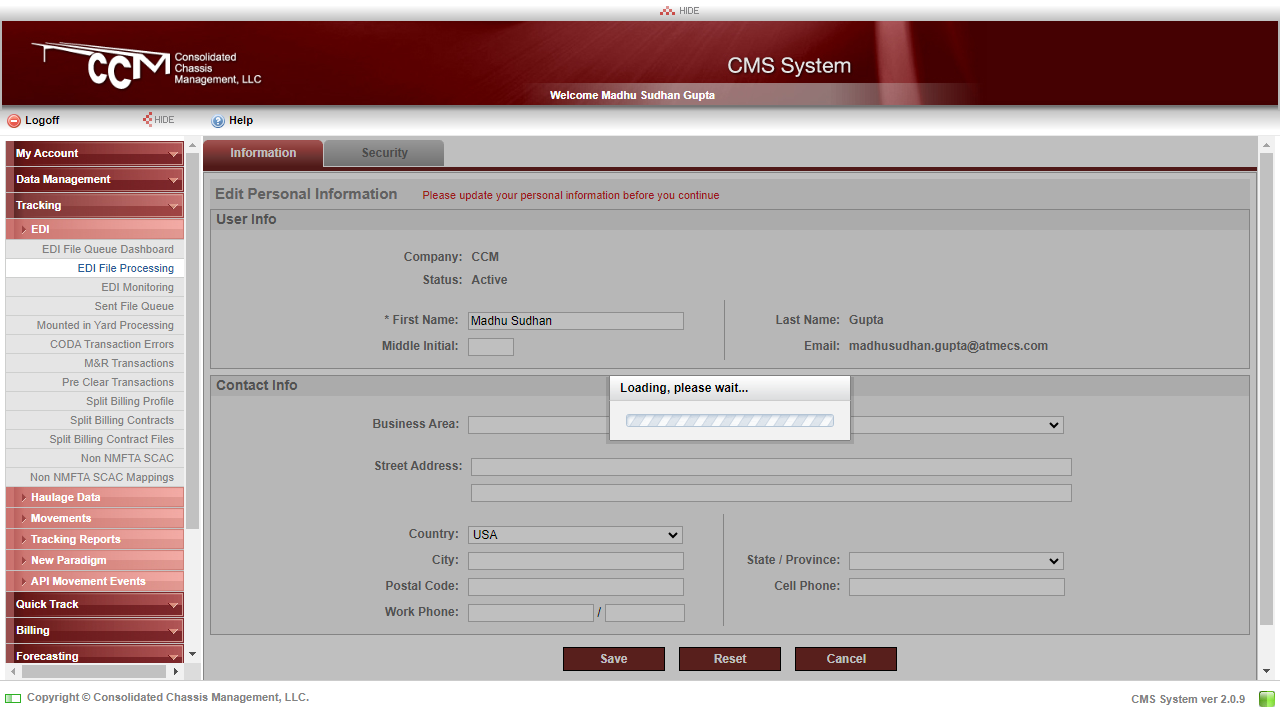 HIDE
CCM Consolidated
Chassis
Management, LLC
CMS System
Welcome Madhu Sudhan Gupta
Logoff
HIDE
Help
My Account
Data Management
Tracking
EDI
EDI File Queue Dashboard
EDI File Processing
EDI Monitoring
Sent File Queue
Mounted in Yard Processing
CODA Transaction Errors
M&R Transactions
Pre Clear Transactions
Split Billing Profile
Split Billing Contracts
Split Billing Contract Files
Non NMFTA SCAC
Non NMFTA SCAC Mappings
Haulage Data
Movements
Tracking Reports
New Paradigm
API Movement Events
Quick Track
Billing
Forecasting
Information Security
Edit Personal Information Please update your personal information before you continue
User Info
Company: CCM
Status: Active
* First Name: Madhu Sudhan Last Name: Gupta
Middle Initial: Email: madhusudhan.gupta@atmecs.com
Contact Info
Loading, please wait...
Business Area:
Street Address:
Country: USA
City: State / Province:
Postal Code: Cell Phone:
Work Phone: /
Save Reset Cancel
Copyright © Consolidated Chassis Management, LLC.
CMS System ver 2.0.9